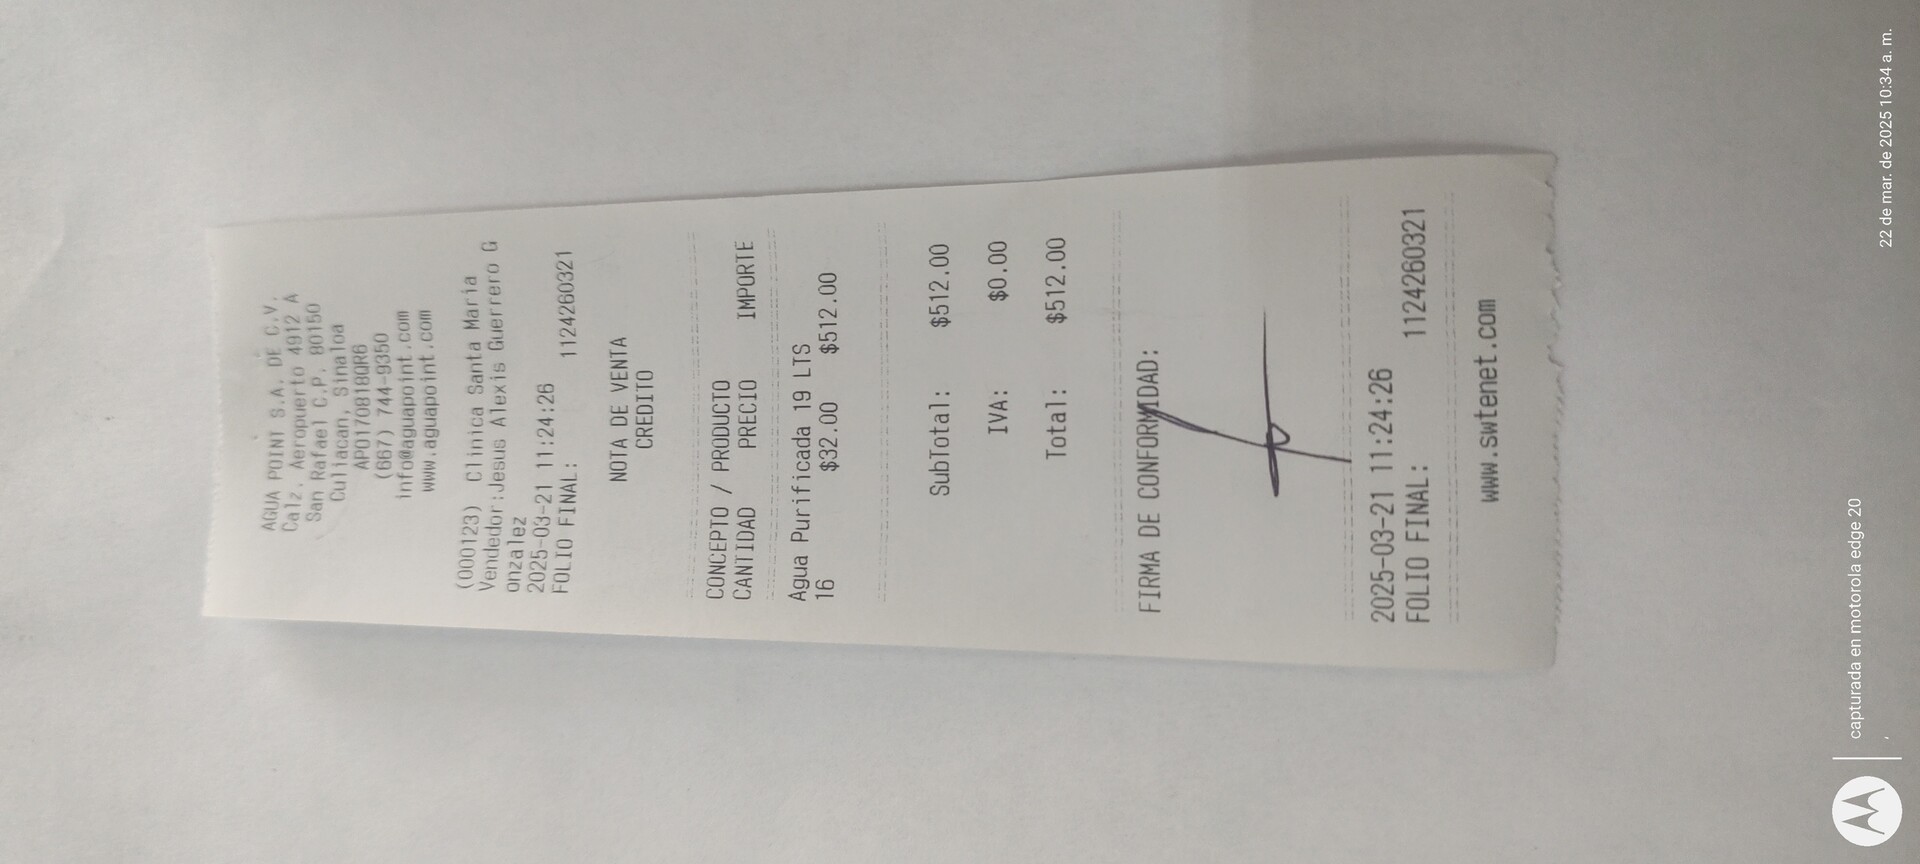 AGUA POINT S.A. DE C.V.
Calz. Aeropuerto 4912 A
San Rafael C.P. 80150
Culiacan, Sinaloa
APO170818QR6
(667) 744-9350
info@aguapoint.com
www.aguapoint.com
(000123) Clinica Santa Maria
Vendedor:Jesus Alexis Guerrero G
onzalez
2025-03-21 11:24:26
FOLIO FINAL: 1124260321
NOTA DE VENTA
CREDITO
CONCEPTO / PRODUCTO
CANTIDAD PRECIO IMPORTE
Agua Purificada 19 LTS
16 $32.00 $512.00
SubTotal: $512.00
IVA: $0.00
Total: $512.00
FIRMA DE CONFORMIDAD:
2025-03-21 11:24:26
FOLIO FINAL: 1124260321
www.swtenet.com
capturada en motorola edge 20
22 de mar. de 2025 10:34 a. m.